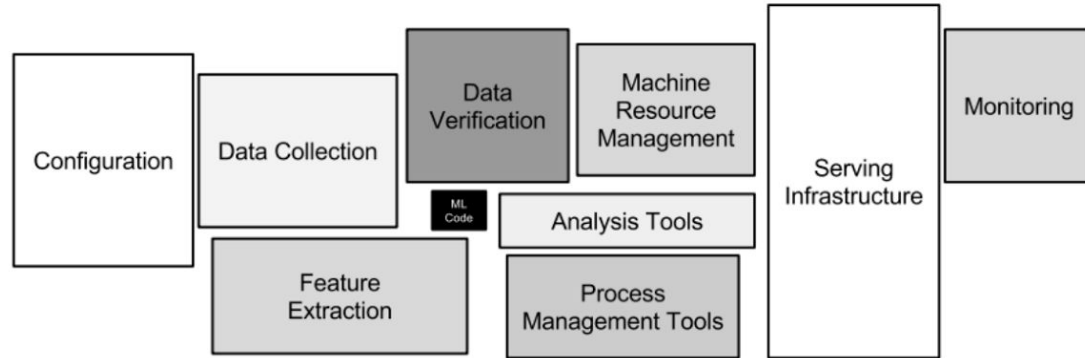 Configuration
Data Collection
Feature
Extraction
Data
Verification
ML
Code
Machine
Resource
Management
Analysis Tools
Process
Management Tools
Serving
Infrastructure
Monitoring